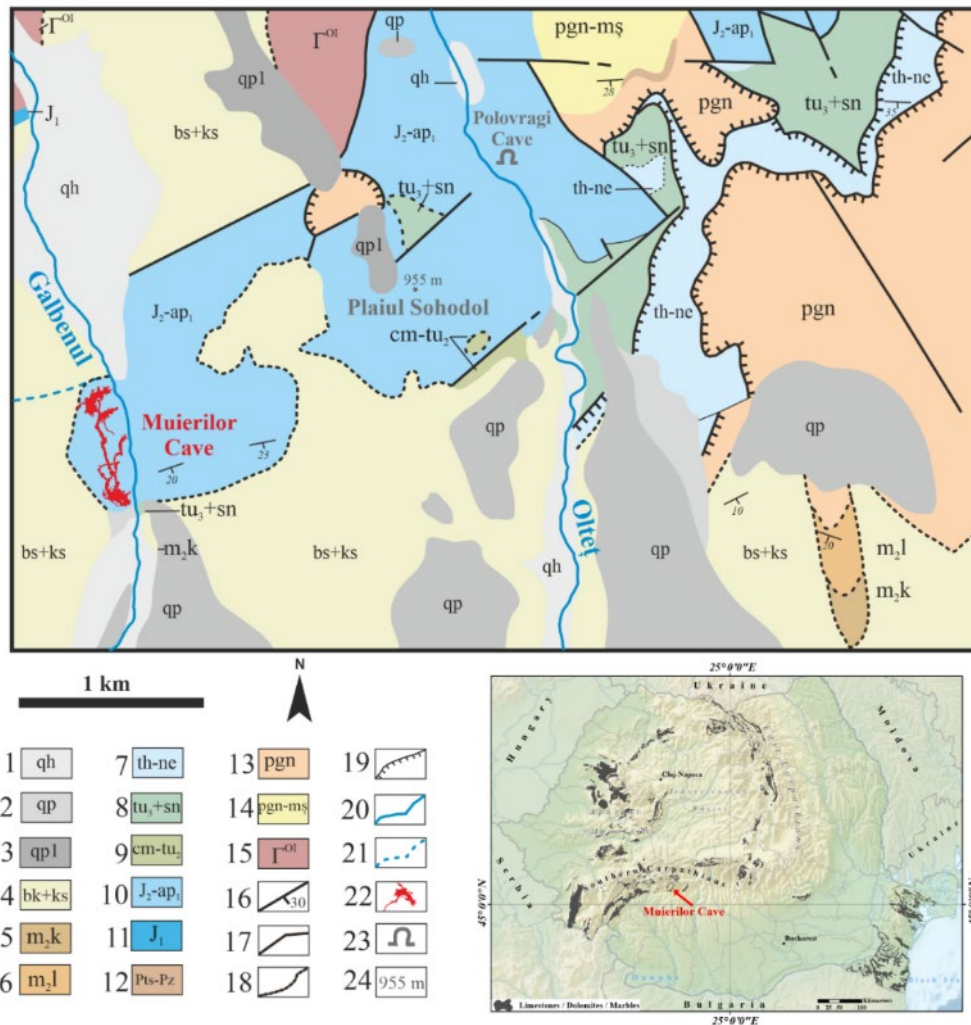 Γᴼˡ
J₁
qh
bs+ks
qp1
Γᴼˡ
qp
qh
J₂-ap₁
Polovragi
Cave
pgn-mş
28
J₂-ap₁
pgn
tu₃+sn
th-ne
35
tu₃+sn
th-ne
tu₃+sn
qp1
955 m
Plaiul Sohodol
cm-tu₂
Galbenul
J₂-ap₁
Muierilor
Cave
20
25
tu₃+sn
m₂k
bs+ks
qp
bs+ks
qp
qp
qh
Olteț
qp
th-ne
pgn
qp
10
bs+ks
20
m₂l
m₂k
1 km
N
1 qh
2 qp
3 qp1
4 bk+ks
5 m₂k
6 m₂l
7 th-ne
8 tu₃+sn
9 cm-tu₂
10 J₂-ap₁
11 J₁
12 Pts-Pz
13 pgn
14 pgn-mş
15 Γᴼˡ
16 30
17
18
19
20
21
22
23
24 955 m
25°0'0"E
Ukraine
Hungary
Moldova
Cluj-Napoca
Ukraine
Serbia
Southern Carpathians
45°0'0"N
Muierilor Cave
Bucharest
Danube
Black Sea
Bulgaria
Limestones / Dolomites / Marbles
Kilometers
25°0'0"E